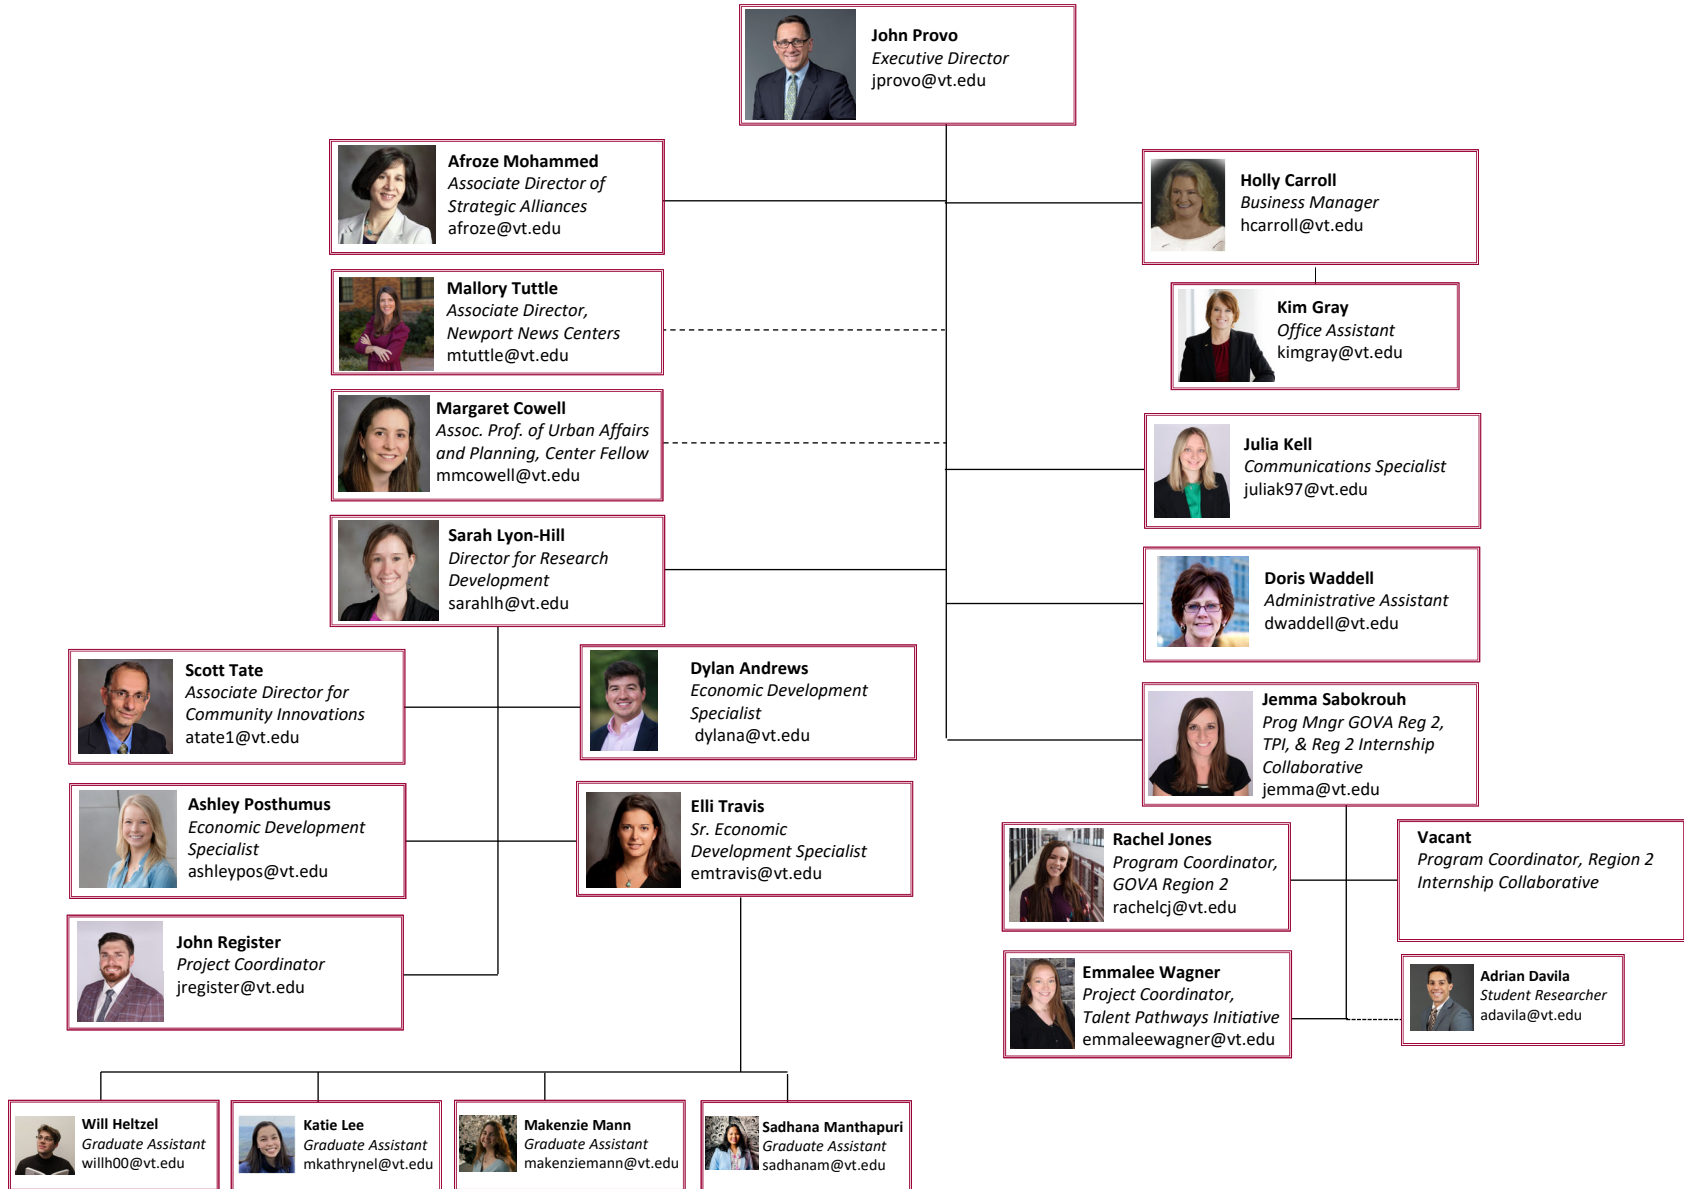 John Provo
Executive Director
jprovo@vt.edu
Afroze Mohammed
Associate Director of
Strategic Alliances
afroze@vt.edu
Holly Carroll
Business Manager
hcarroll@vt.edu
Mallory Tuttle
Associate Director,
Newport News Centers
mtuttle@vt.edu
Kim Gray
Office Assistant
kimgray@vt.edu
Margaret Cowell
Assoc. Prof. of Urban Affairs
and Planning, Center Fellow
mmcowell@vt.edu
Julia Kell
Communications Specialist
juliak97@vt.edu
Sarah Lyon-Hill
Director for Research
Development
sarahlh@vt.edu
Doris Waddell
Administrative Assistant
dwaddell@vt.edu
Scott Tate
Associate Director for
Community Innovations
atate1@vt.edu
Dylan Andrews
Economic Development
Specialist
dylana@vt.edu
Jemma Sabokrouh
Prog Mngr GOVA Reg 2,
TPI, & Reg 2 Internship
Collaborative
jemma@vt.edu
Ashley Posthumus
Economic Development
Specialist
ashleypos@vt.edu
Elli Travis
Sr. Economic
Development Specialist
emtravis@vt.edu
Rachel Jones
Program Coordinator,
GOVA Region 2
rachelcj@vt.edu
Vacant
Program Coordinator, Region 2
Internship Collaborative
John Register
Project Coordinator
jregister@vt.edu
Emmalee Wagner
Project Coordinator,
Talent Pathways Initiative
emmaleewagner@vt.edu
Adrian Davila
Student Researcher
adavila@vt.edu
Will Heltzel
Graduate Assistant
willh00@vt.edu
Katie Lee
Graduate Assistant
mkathrynel@vt.edu
Makenzie Mann
Graduate Assistant
makenziemann@vt.edu
Sadhana Manthapuri
Graduate Assistant
sadhanam@vt.edu